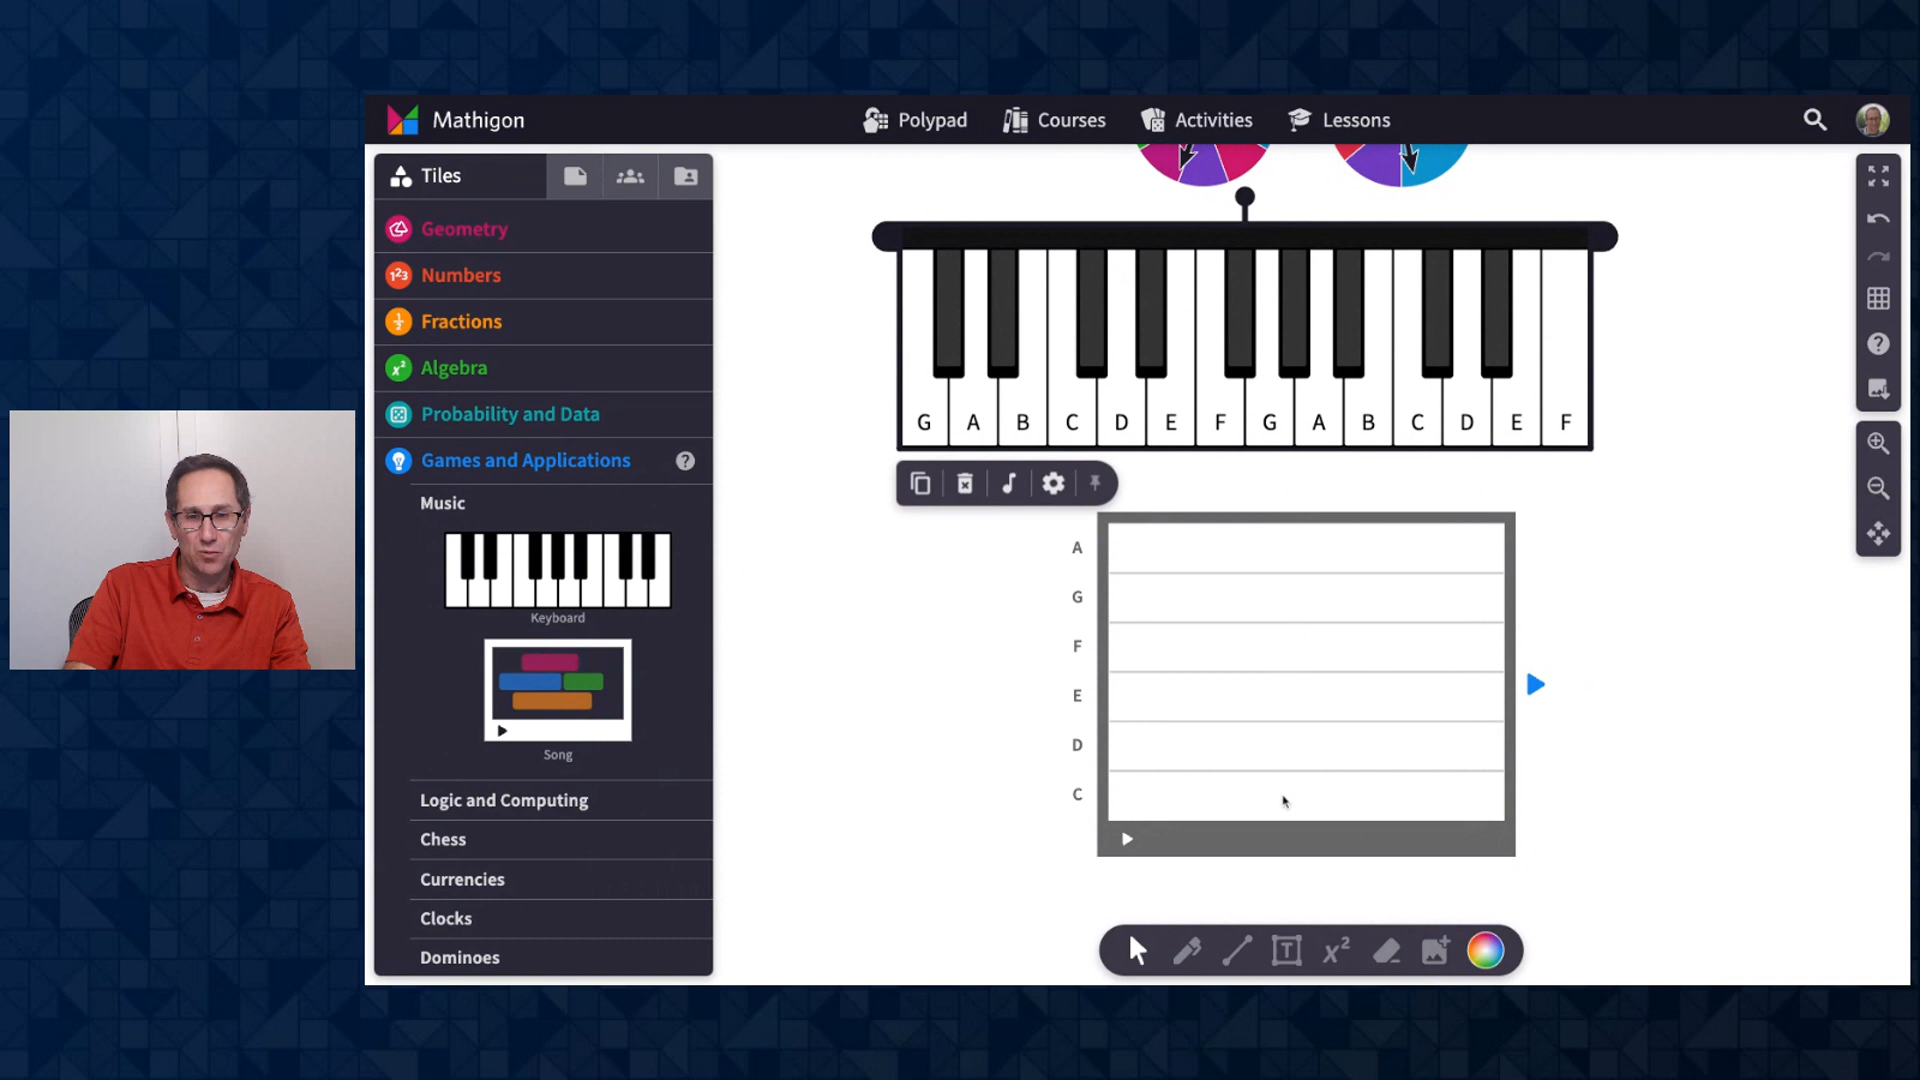 Mathigon
Polypad
Courses
Activities
Lessons
Tiles
Geometry
Numbers
Fractions
Algebra
Probability and Data
Games and Applications
Music
Keyboard
Song
Logic and Computing
Chess
Currencies
Clocks
Dominoes
G A B C D E F G A B C D E F
A
G
F
E
D
C
T x²